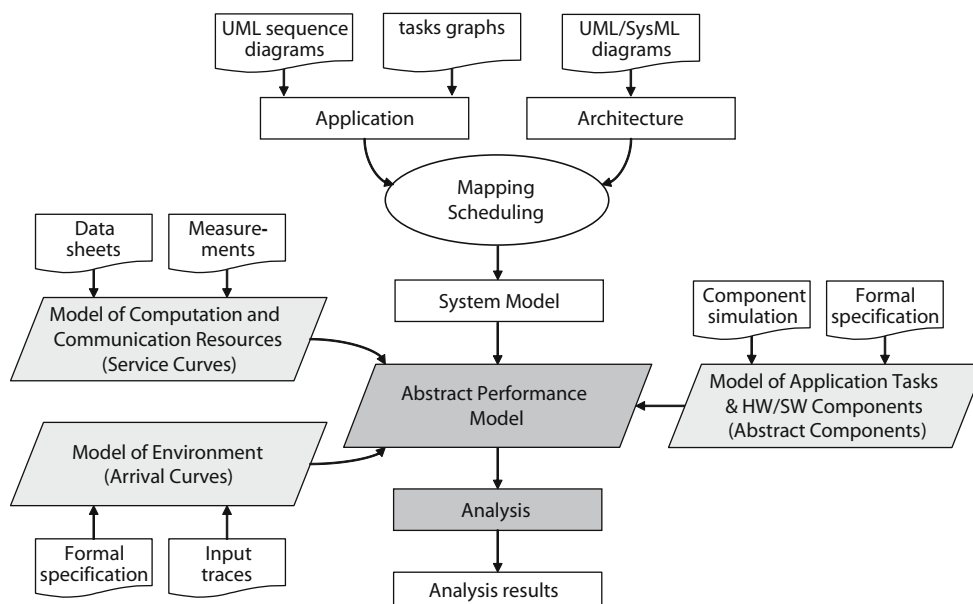 UML sequence
diagrams
tasks graphs
UML/SysML
diagrams
Application
Architecture
Mapping
Scheduling
Data
sheets
Measure-
ments
System Model
Component
simulation
Formal
specification
Model of Computation and
Communication Resources
(Service Curves)
Abstract Performance
Model
Model of Application Tasks
& HW/SW Components
(Abstract Components)
Model of Environment
(Arrival Curves)
Analysis
Formal
specification
Input
traces
Analysis results